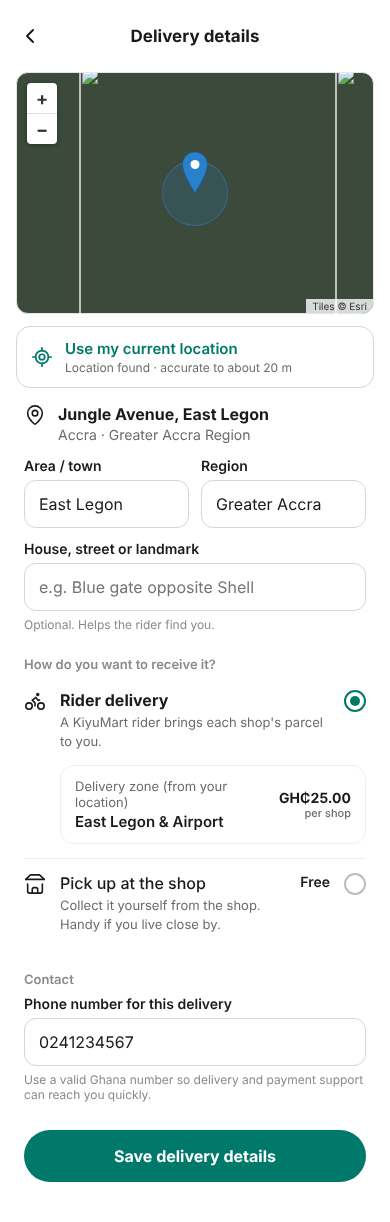 Delivery details
+
−
Tiles © Esri
Use my current location
Location found · accurate to about 20 m
Jungle Avenue, East Legon
Accra · Greater Accra Region
Area / town
Region
East Legon
Greater Accra
House, street or landmark
e.g. Blue gate opposite Shell
Optional. Helps the rider find you.
How do you want to receive it?
Rider delivery
A KiyuMart rider brings each shop's parcel
to you.
Delivery zone (from your
location)
East Legon & Airport
GH₵25.00
per shop
Pick up at the shop
Free
Collect it yourself from the shop.
Handy if you live close by.
Contact
Phone number for this delivery
0241234567
Use a valid Ghana number so delivery and payment support
can reach you quickly.
Save delivery details